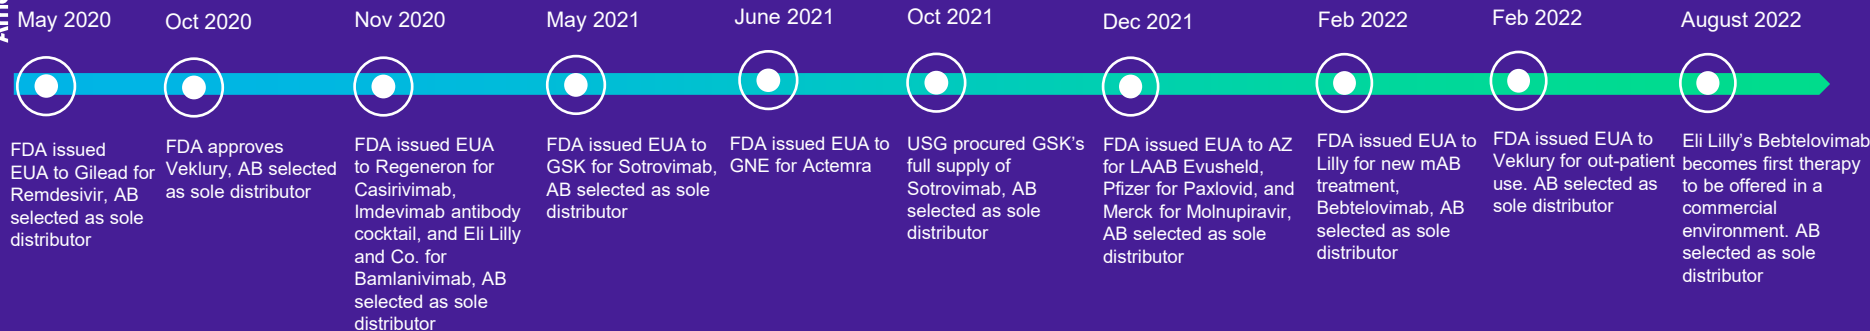 May 2020
FDA issued
EUA to Gilead for
Remdesivir, AB
selected as sole
distributor
Oct 2020
FDA approves
Veklury, AB selected
as sole distributor
Nov 2020
FDA issued EUA
to Regeneron for
Casirivimab,
Imdevimab antibody
cocktail, and Eli Lilly
and Co. for
Bamlanivimab, AB
selected as sole
distributor
May 2021
FDA issued EUA to
GSK for Sotrovimab,
AB selected as sole
distributor
June 2021
FDA issued EUA to
GNE for Actemra
Oct 2021
USG procured GSK's
full supply of
Sotrovimab, AB
selected as sole
distributor
Dec 2021
FDA issued EUA to AZ
for LAAB Evusheld,
Pfizer for Paxlovid, and
Merck for Molnupiravir,
AB selected as sole
distributor
Feb 2022
FDA issued EUA to
Lilly for new mAB
treatment,
Bebtelovimab, AB
selected as sole
distributor
Feb 2022
FDA issued EUA to
Veklury for out-patient
use. AB selected as
sole distributor
August 2022
Eli Lilly's Bebtelovimab
becomes first therapy
to be offered in a
commercial
environment. AB
selected as sole
distributor